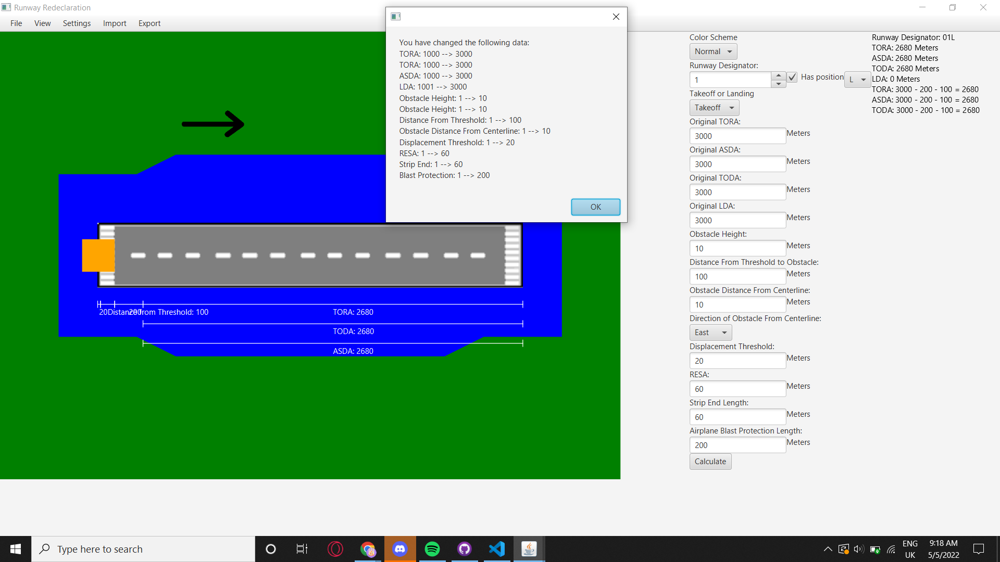 Runway Redeclaration
File View Settings Import Export
You have changed the following data:
TORA: 1000 --> 3000
TORA: 1000 --> 3000
ASDA: 1000 --> 3000
LDA: 1001 --> 3000
Obstacle Height: 1 --> 10
Obstacle Height: 1 --> 10
Distance From Threshold: 1 --> 100
Obstacle Distance From Centerline: 1 --> 10
Displacement Threshold: 1 --> 20
RESA: 1 --> 60
Strip End: 1 --> 60
Blast Protection: 1 --> 200
OK
20Distance From Threshold: 100
200
TORA: 2680
TODA: 2680
ASDA: 2680
Color Scheme
Normal
Runway Designator:
1
Has position
L
Takeoff or Landing
Takeoff
Original TORA:
3000 Meters
Original ASDA:
3000 Meters
Original TODA:
3000 Meters
Original LDA:
3000 Meters
Obstacle Height:
10 Meters
Distance From Threshold to Obstacle:
100 Meters
Obstacle Distance From Centerline:
10 Meters
Direction of Obstacle From Centerline:
East
Displacement Threshold:
20 Meters
RESA:
60 Meters
Strip End Length:
60 Meters
Airplane Blast Protection Length:
200 Meters
Calculate
Runway Designator: 01L
TORA: 2680 Meters
ASDA: 2680 Meters
TODA: 2680 Meters
LDA: 0 Meters
TORA: 3000 - 200 - 100 = 2680
ASDA: 3000 - 200 - 100 = 2680
TODA: 3000 - 200 - 100 = 2680
Type here to search
ENG
UK
9:18 AM
5/5/2022